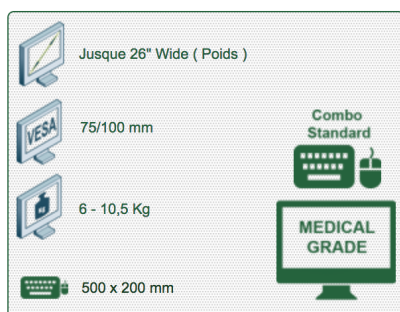 Jusque 26" Wide ( Poids )
VESA
75/100 mm
Combo
Standard
KG
6 - 10,5 Kg
MEDICAL
GRADE
500 x 200 mm